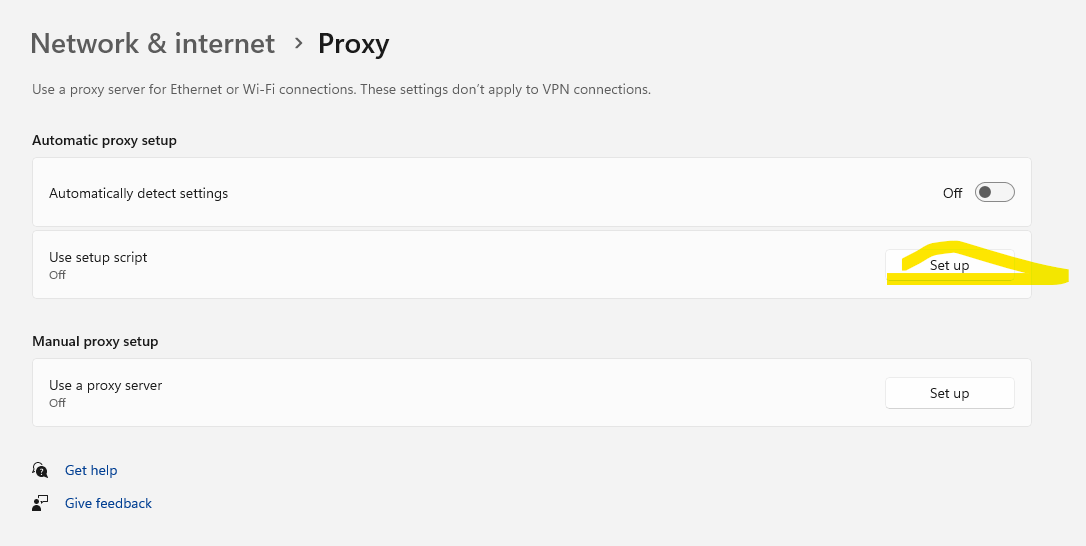 Network & internet > Proxy
Use a proxy server for Ethernet or Wi-Fi connections. These settings don't apply to VPN connections.
Automatic proxy setup
Automatically detect settings Off
Use setup script
Off
Set up
Manual proxy setup
Use a proxy server
Off
Set up
Get help
Give feedback